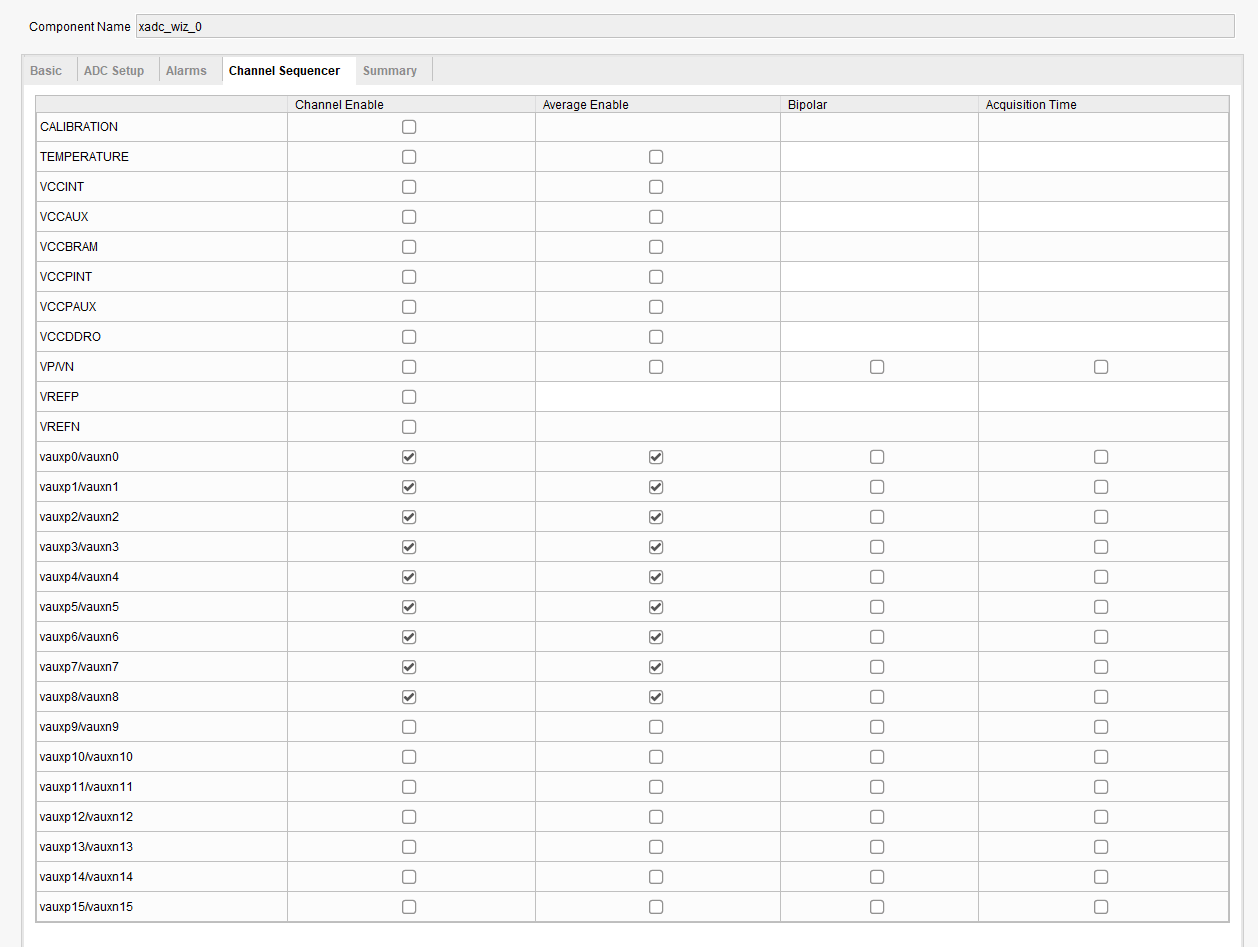 Component Name xadc_wiz_0
Basic ADC Setup Alarms Channel Sequencer Summary
Channel Enable Average Enable Bipolar Acquisition Time
CALIBRATION
TEMPERATURE
VCCINT
VCCAUX
VCCBRAM
VCCPINT
VCCPAUX
VCCDDRO
VP/VN
VREFP
VREFN
vauxp0/vauxn0
vauxp1/vauxn1
vauxp2/vauxn2
vauxp3/vauxn3
vauxp4/vauxn4
vauxp5/vauxn5
vauxp6/vauxn6
vauxp7/vauxn7
vauxp8/vauxn8
vauxp9/vauxn9
vauxp10/vauxn10
vauxp11/vauxn11
vauxp12/vauxn12
vauxp13/vauxn13
vauxp14/vauxn14
vauxp15/vauxn15